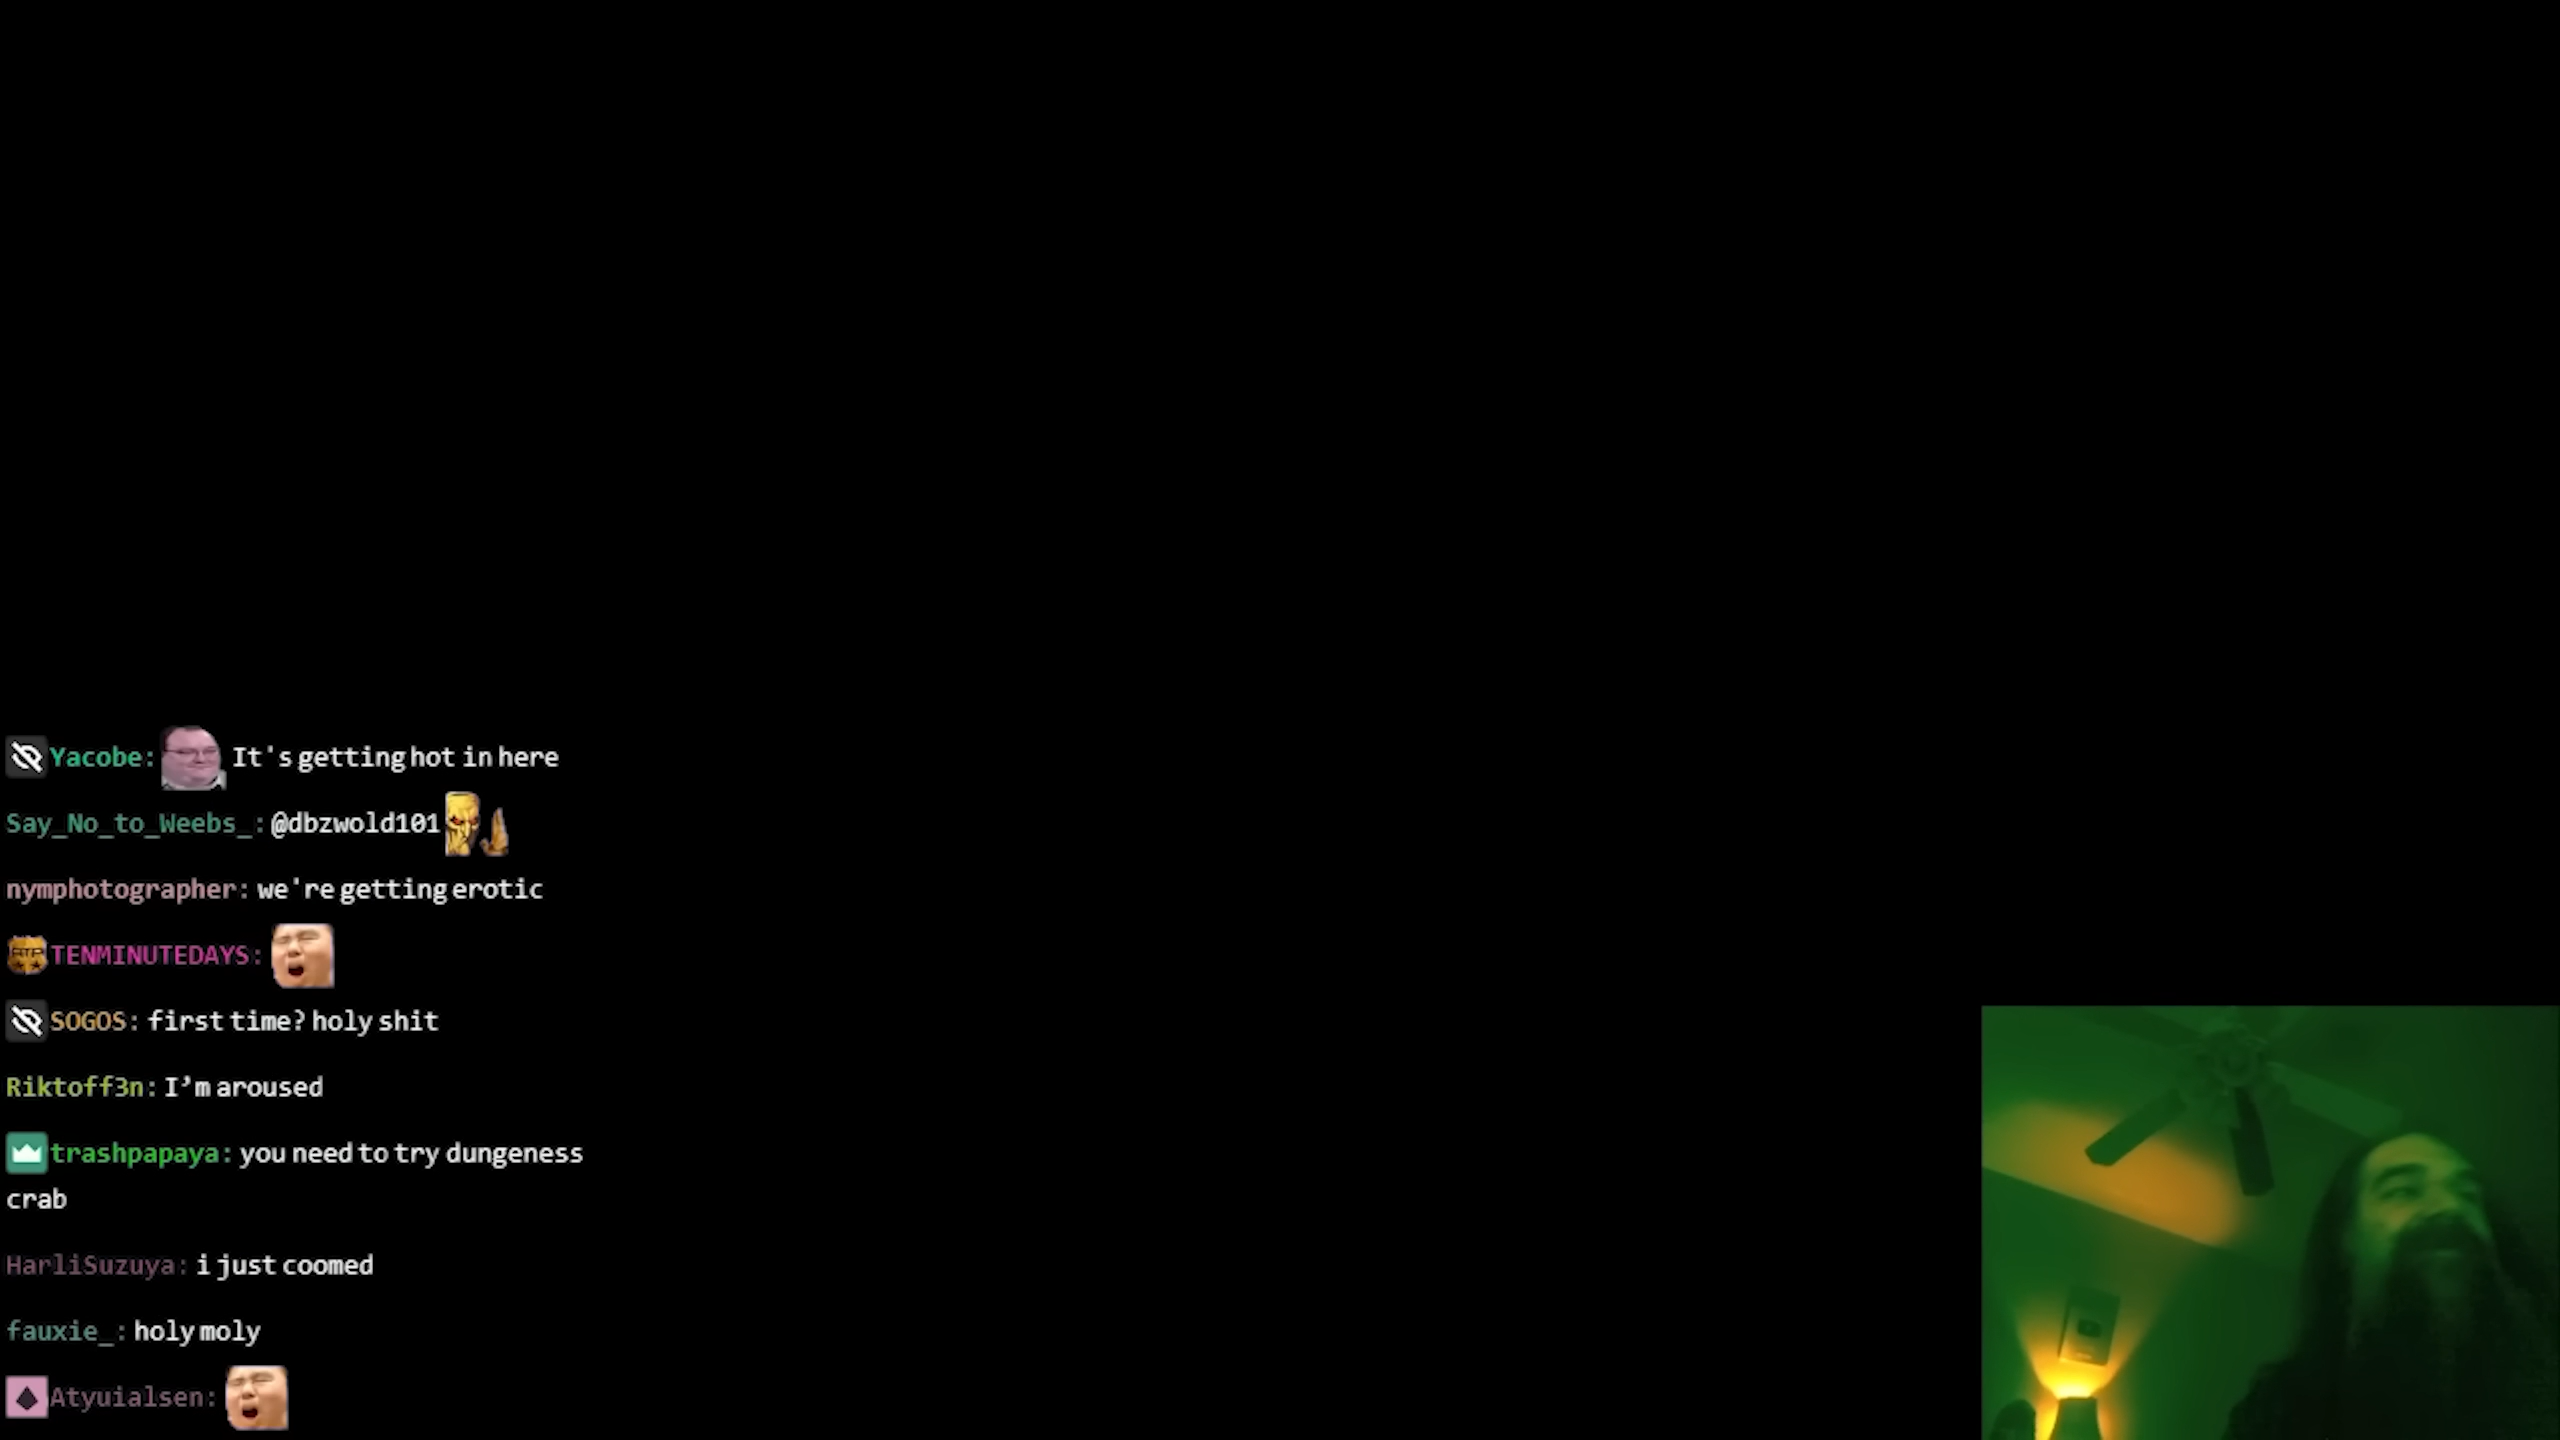 Yacobe: It's getting hot in here
Say_No_to_Weebs_: @dbzwold101
nymphotographer: we're getting erotic
TENMINUTEDAYS:
SOGOS: first time? holy shit
Riktoff3n: I’m aroused
trashpapaya: you need to try dungeness
crab
HarliSuzuya: i just coomed
fauxie_: holy moly
Atyuialsen: